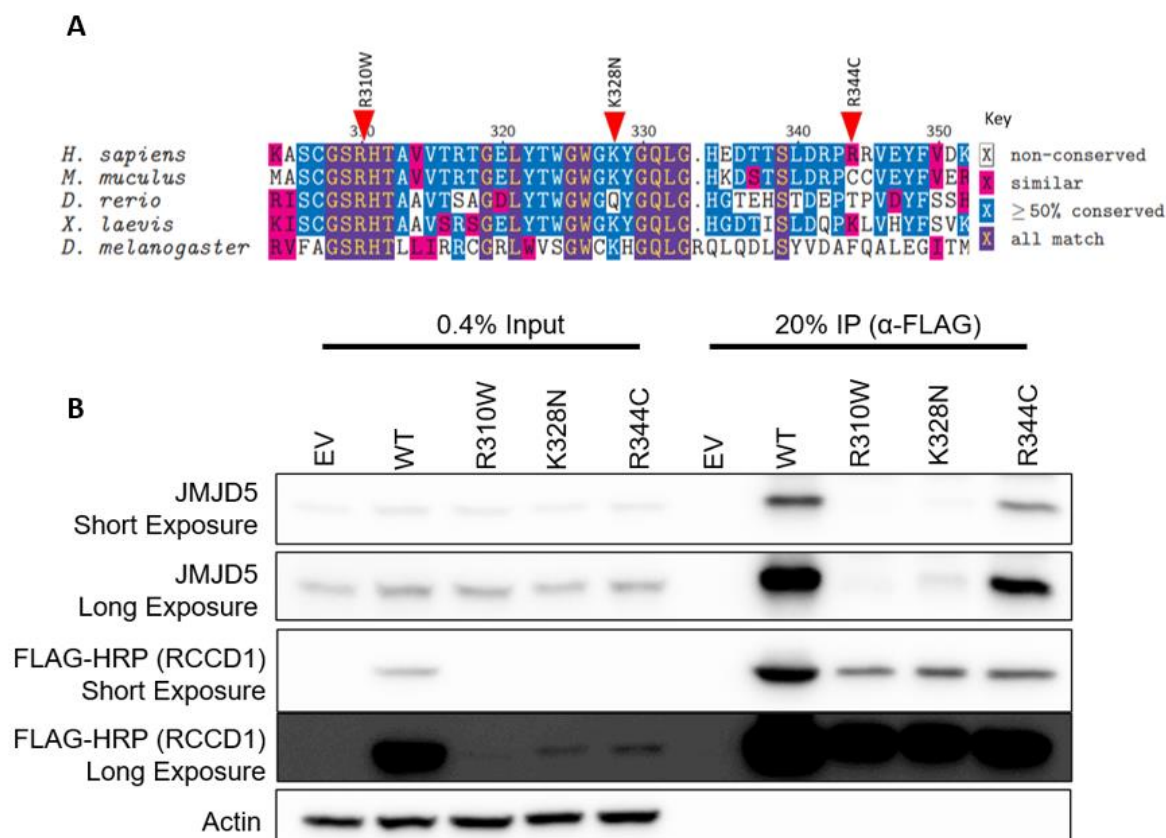 A
R310W
K328N
R344C
310
320
330
340
350
Key
H. sapiens KASCGSRHTAVVTRTGELYTWGWGKYGQLG.HEDTTSLDRPRRVEYFVDK
M. muculus MASCGSRHTAVVTRTGELYTWGWGKYGQLG.HKDSTSLDRPCCVEYFVER
D. rerio RISCGSRHTAAVTSAGDLYTWGWGQYGQLG.HGTEHSTDEPTPVDYFSSH
X. laevis KISCGSRHTAVVSRSGELYTWGWGKYGQLG.HGDTISLDQPKLVHYFSV
D. melanogaster RVFAGSRHTLLIRRCGRLWVSGWCKHGQLGRQLQDLSYVDAFQALEGITM
X non-conserved
X similar
X ≥ 50% conserved
X all match
0.4% Input
20% IP (α-FLAG)
B
EV
WT
R310W
K328N
R344C
EV
WT
R310W
K328N
R344C
JMJD5
Short Exposure
JMJD5
Long Exposure
FLAG-HRP (RCCD1)
Short Exposure
FLAG-HRP (RCCD1)
Long Exposure
Actin